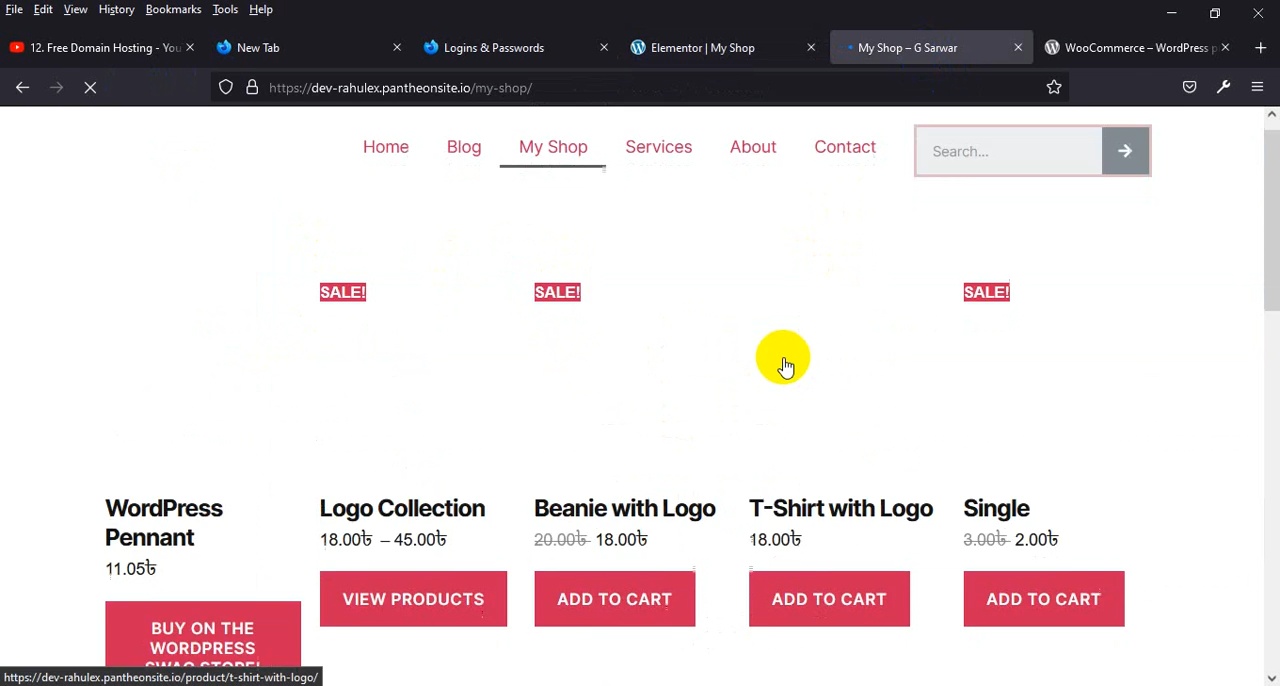 File Edit View History Bookmarks Tools Help
12. Free Domain Hosting - You
New Tab
Logins & Passwords
Elementor | My Shop
My Shop – G Sarwar
WooCommerce – WordPress p
https://dev-rahulex.pantheonsite.io/my-shop/
Home Blog My Shop Services About Contact
Search...
SALE! SALE! SALE!
WordPress
Pennant
11.05৳
BUY ON THE
WORDPRESS
SWAG STORE!
Logo Collection
18.00৳ – 45.00৳
VIEW PRODUCTS
Beanie with Logo
20.00৳ 18.00৳
ADD TO CART
T-Shirt with Logo
18.00৳
ADD TO CART
Single
3.00৳ 2.00৳
ADD TO CART
https://dev-rahulex.pantheonsite.io/product/t-shirt-with-logo/